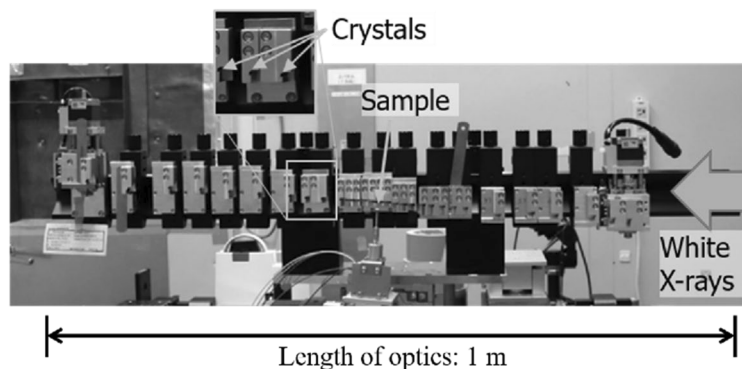 Crystals
Sample
White
X-rays
Length of optics: 1 m